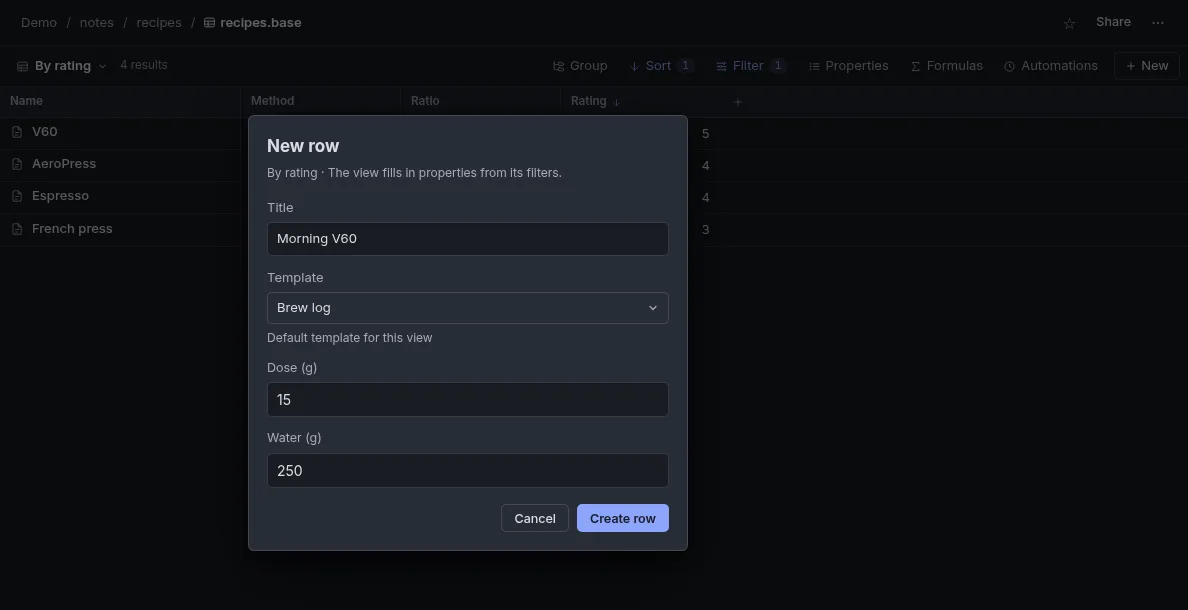 Demo / notes / recipes / recipes.base
Share
By rating 4 results
Group Sort 1 Filter 1 Properties Formulas Automations New
Name Method Ratio Rating
V60 5
AeroPress 4
Espresso 4
French press 3
New row
By rating · The view fills in properties from its filters.
Title
Morning V60
Template
Brew log
Default template for this view
Dose (g)
15
Water (g)
250
Cancel Create row